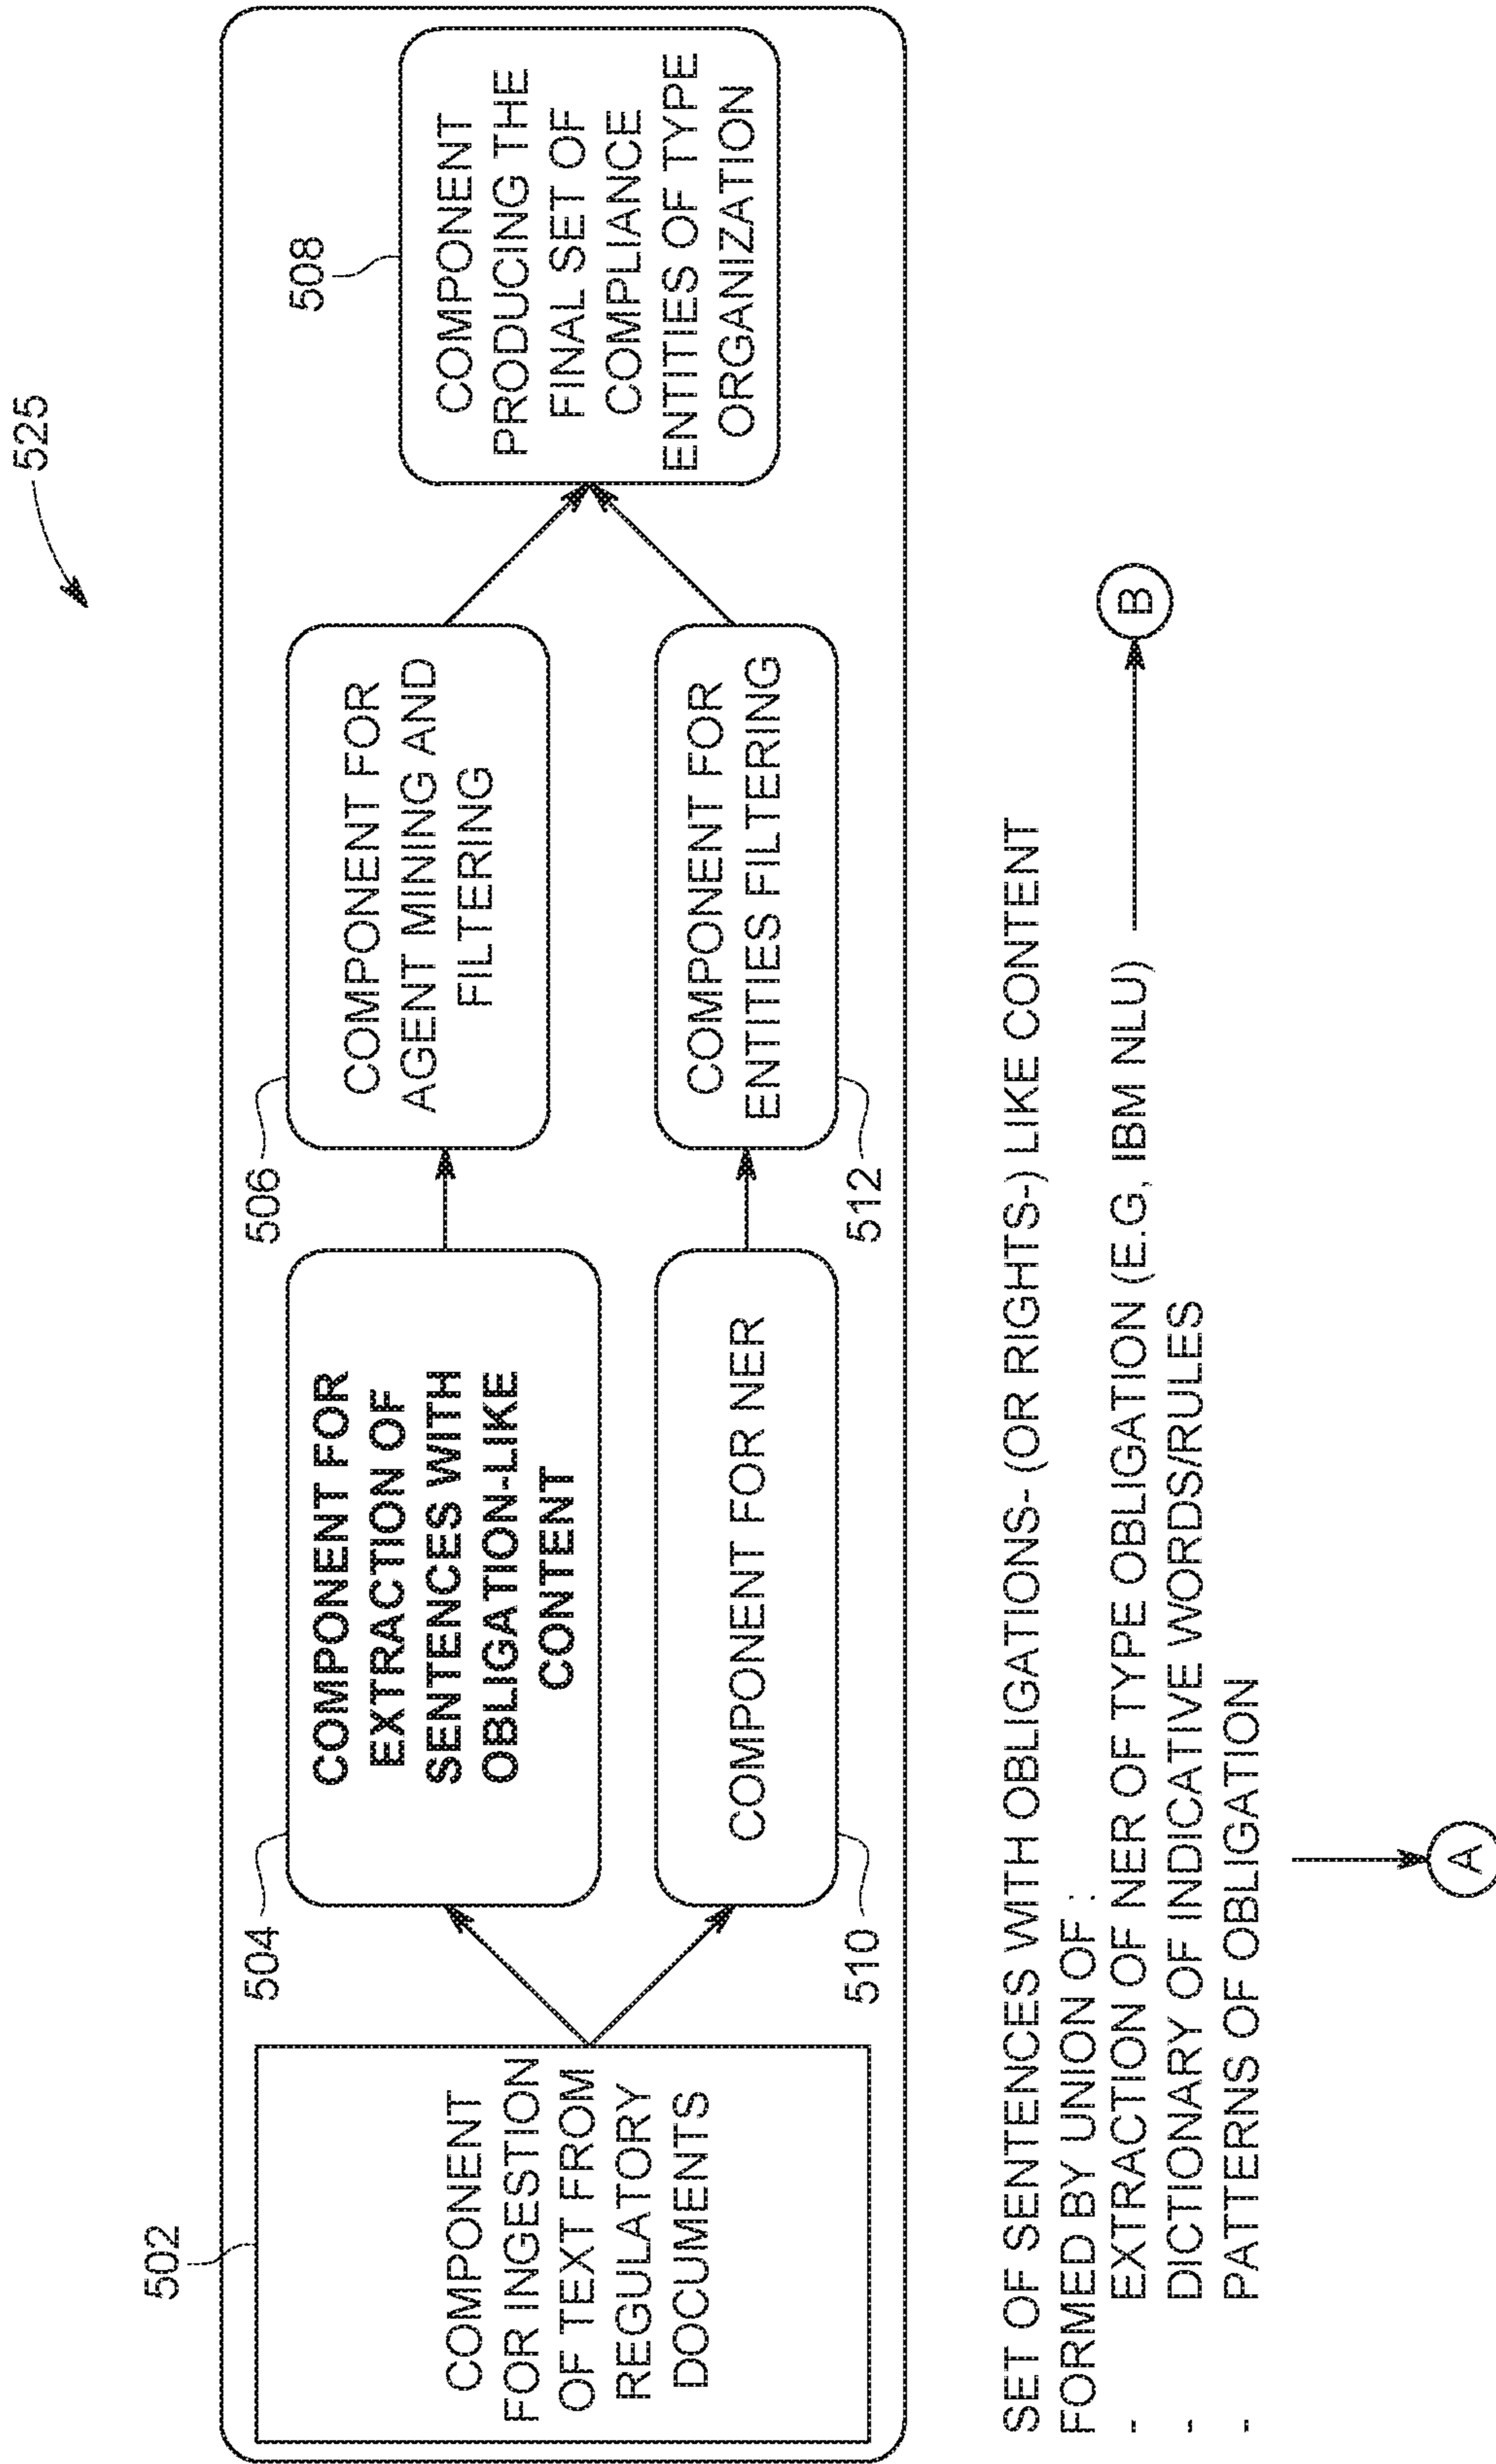 525
502
COMPONENT
FOR INGESTION
OF TEXT FROM
REGULATORY
DOCUMENTS
504
COMPONENT FOR
EXTRACTION OF
SENTENCES WITH
OBLIGATION-LIKE
CONTENT
506
COMPONENT FOR
AGENT MINING AND
FILTERING
508
COMPONENT
PRODUCING THE
FINAL SET OF
COMPLIANCE
ENTITIES OF TYPE
ORGANIZATION
510
COMPONENT FOR NER
512
COMPONENT FOR
ENTITIES FILTERING
SET OF SENTENCES WITH OBLIGATIONS- (OR RIGHTS-) LIKE CONTENT
FORMED BY UNION OF :
- EXTRACTION OF NER OF TYPE OBLIGATION (E.G, IBM NLU)
- DICTIONARY OF INDICATIVE WORDS/RULES
- PATTERNS OF OBLIGATION
B
A